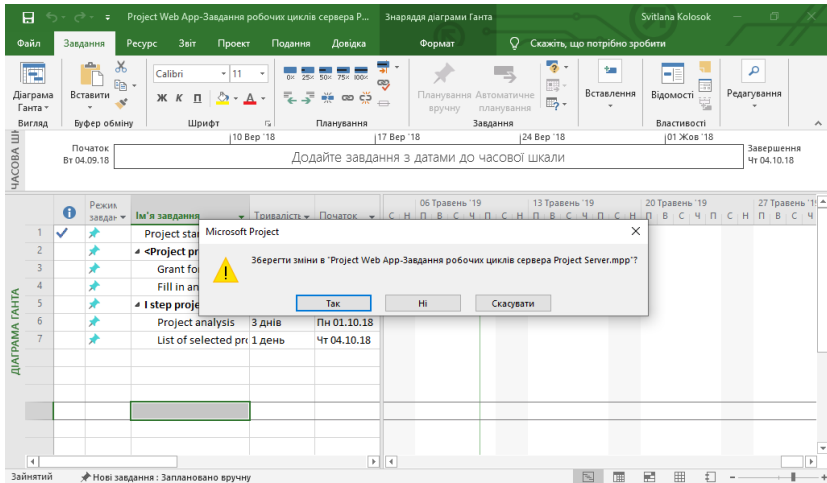 Project Web App-Завдання робочих циклів сервера P... Знаряддя діаграми Ганта Svitlana Kolosok
Файл Завдання Ресурс Звіт Проект Подання Довідка Формат Скажіть, що потрібно зробити
Діаграма Ганта
Вставити
Calibri 11
Ж К П
0× 25× 50× 75× 100×
Планування вручну
Автоматичне планування
Вставлення
Відомості
Редагування
Вигляд Буфер обміну Шрифт Планування Завдання Властивості
ЧАСОВА
10 Вер '18 17 Вер '18 24 Вер '18 01 Жов '18
Початок
Вт 04.09.18
Додайте завдання з датами до часової шкали
Завершення
Чт 04.10.18
Режим завдан Ім'я завдання Тривалість Початок
06 Травень '19 13 Травень '19 20 Травень '19 27 Травень '1
С Н П В С Ч П С Н П В С Ч П С Н П В С Ч П С Н П В С Ч
1 Project star
2 <Project pr
3 Grant fo
4 Fill in an
5 I step proje
6 Project analysis 3 днів Пн 01.10.18
7 List of selected pro 1 день Чт 04.10.18
ДІАГРАМА ГАНТА
Microsoft Project
Зберегти зміни в 'Project Web App-Завдання робочих циклів сервера Project Server.mpp'?
Так Ні Скасувати
Зайнятий Нові завдання : Заплановано вручну